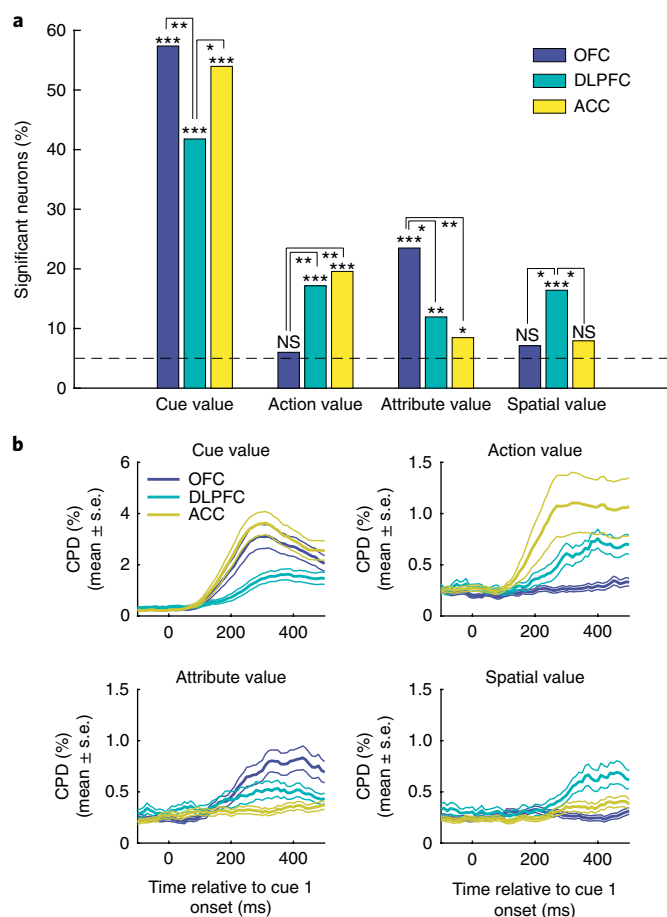 a
60
50
40
30
20
10
0
Significant neurons (%)
**
*
***
***
***
OFC
DLPFC
ACC
**
**
NS
***
***
*
**
***
**
*
*
*
NS
***
NS
Cue value
Action value
Attribute value
Spatial value
b
Cue value
6
4
2
0
CPD (%)
(mean ± s.e.)
OFC
DLPFC
ACC
0
200
400
Action value
1.5
1.0
0.5
0
CPD (%)
(mean ± s.e.)
0
200
400
Attribute value
1.5
1.0
0.5
0
CPD (%)
(mean ± s.e.)
0
200
400
Time relative to cue 1
onset (ms)
Spatial value
1.5
1.0
0.5
0
CPD (%)
(mean ± s.e.)
0
200
400
Time relative to cue 1
onset (ms)